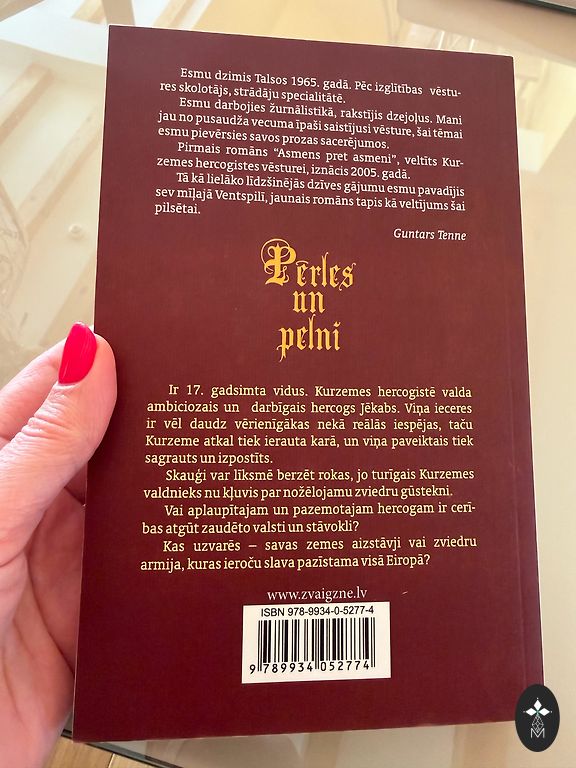 Esmu dzimis Talsos 1965. gadā. Pēc izglītības vēstu-
res skolotājs, strādāju specialitātē.
Esmu darbojies žurnālistikā, rakstījis dzejoļus. Mani
jau no pusaudža vecuma īpaši saistījusi vēsture, šai tēmai
esmu pievērsies savos prozas sacerējumos.
Pirmais romāns “Asmens pret asmeni”, veltīts Kur-
zemes hercogistes vēsturei, iznācis 2005. gadā.
Tā kā lielāko līdzšinējās dzīves gājumu esmu pavadījis
sev mīļajā Ventspilī, jaunais romāns tapis kā veltījums šai
pilsētai.
Guntars Tenne
Pērles
un
pelni
Ir 17. gadsimta vidus. Kurzemes hercogistē valda
ambiciozais un darbīgais hercogs Jēkabs. Viņa ieceres
ir vēl daudz vērienīgākas nekā reālās iespējas, taču
Kurzeme atkal tiek ierauta karā, un viņa paveiktais tiek
sagrauts un izpostīts.
Skauģi var līksmē berzēt rokas, jo turīgais Kurzemes
valdnieks nu kļuvis par nožēlojamu zviedru gūstekni.
Vai aplaupītajam un pazemotajam hercogam ir cerī-
bas atgūt zaudēto valsti un stāvokli?
Kas uzvarēs – savas zemes aizstāvji vai zviedru
armija, kuras ieroču slava pazīstama visā Eiropā?
www.zvaigzne.lv
ISBN 978-9934-0-5277-4
9 789934 052774
M